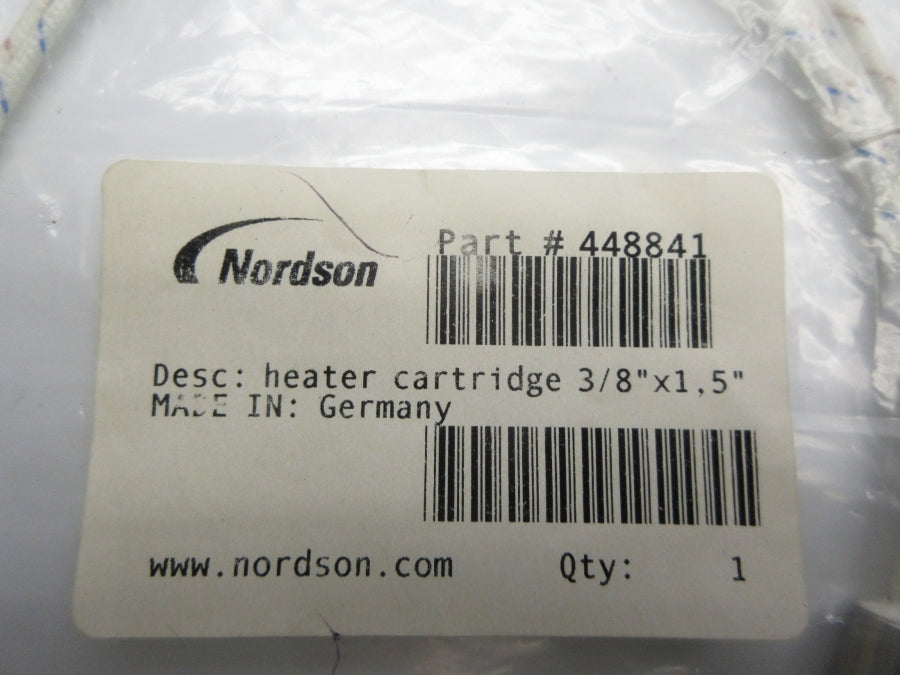 Nordson
Part # 448841
Desc: heater cartridge 3/8"x1,5"
MADE IN: Germany
www.nordson.com
Qty: 1